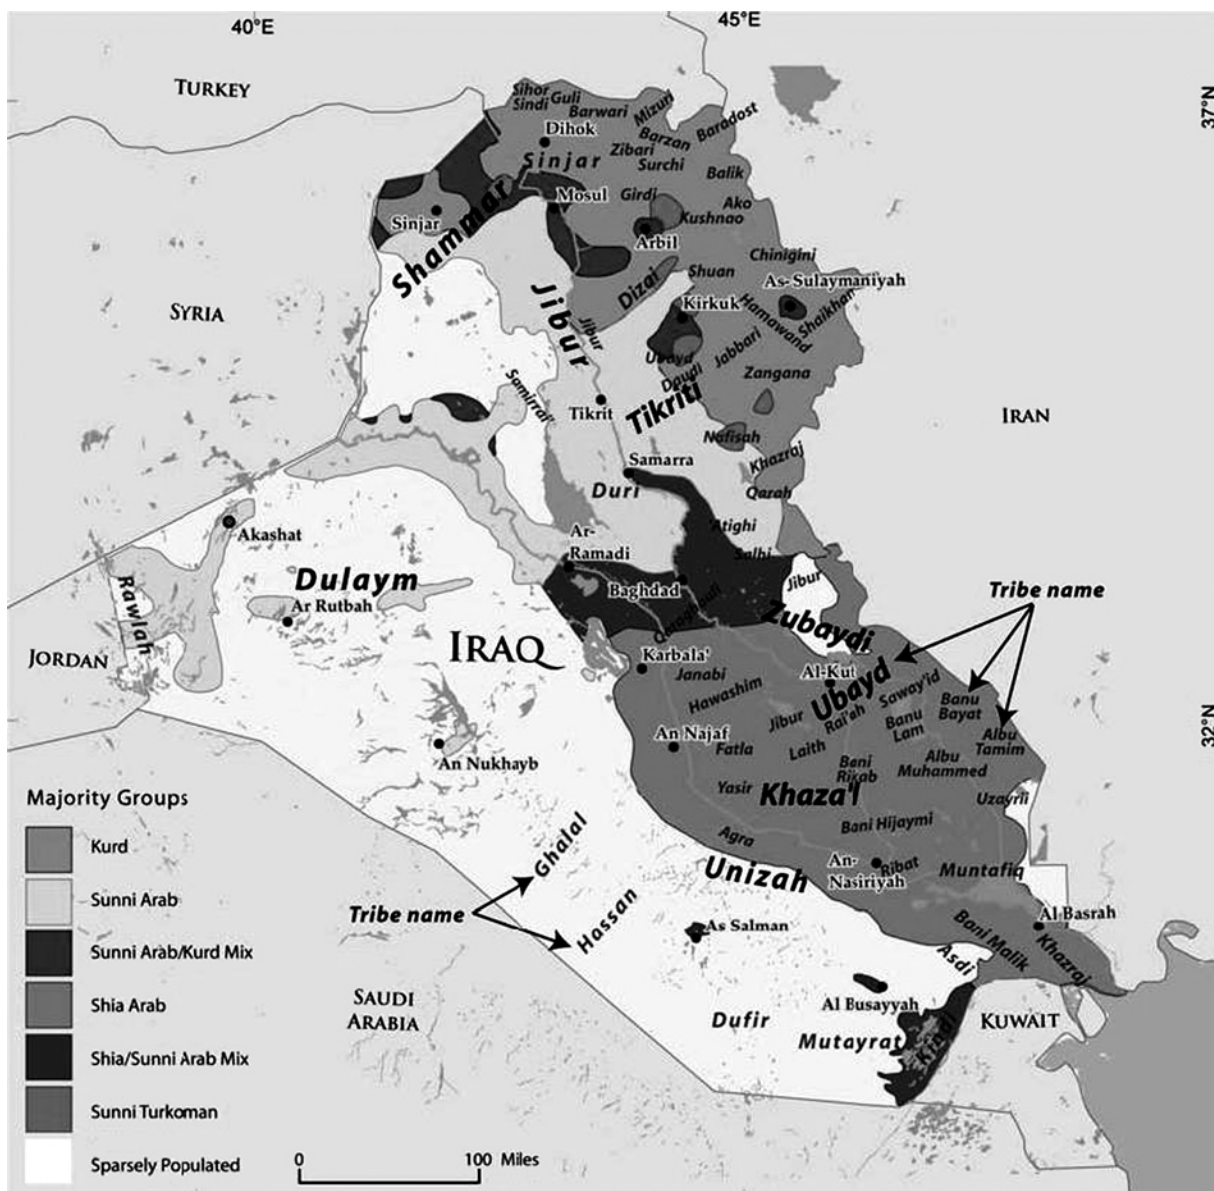 40°E
45°E
37°N
32°N
TURKEY
SYRIA
IRAN
JORDAN
IRAQ
SAUDI
ARABIA
KUWAIT
Sihor
Sindi
Guli
Barwari
Mizuri
Baradost
Dihok
Barzan
Zibari
Surchi
Sinjar
Balik
Mosul
Girdi
Ako
Kushnao
Sinjar
Shammar
Arbil
Chinigini
Shuan
As-Sulaymaniyah
Dizai
Jibur
Jibur
Kirkuk
Hamawand
Shaikhan
Jabbari
Ubayd
Daudi
Zangana
Samirrai'
Tikrit
Tikriti
Nafisah
Khazraj
Samarra
Duri
Qarah
Atighi
Salhi
Akashat
Ar-
Ramadi
Dulaym
Ar Rutbah
Rawlah
Baghdad
Jibur
Zubaydi
Tribe name
Karbala'
Janabi
Hawashim
Al-Kut
Ubayd
Saway'id
Banu
Bayat
Jibur
Rai'ah
Banu
Lam
Albu
Tamim
An Najaf
Fatla
Laith
Beni
Rikab
Albu
Muhammed
An Nukhayb
Yasir
Khaza'l
Uzayrli
Agra
Bani Hijaymi
Ghalal
Unizah
An-
Nasiriyah
Ribat
Muntafiq
Tribe name
Hassan
As Salman
Al Basrah
Khazraj
Bani Malik
Asdi
Al Busayyah
Dufir
Mutayrat
Majority Groups
Kurd
Sunni Arab
Sunni Arab/Kurd Mix
Shia Arab
Shia/Sunni Arab Mix
Sunni Turkoman
Sparsely Populated
0
100 Miles